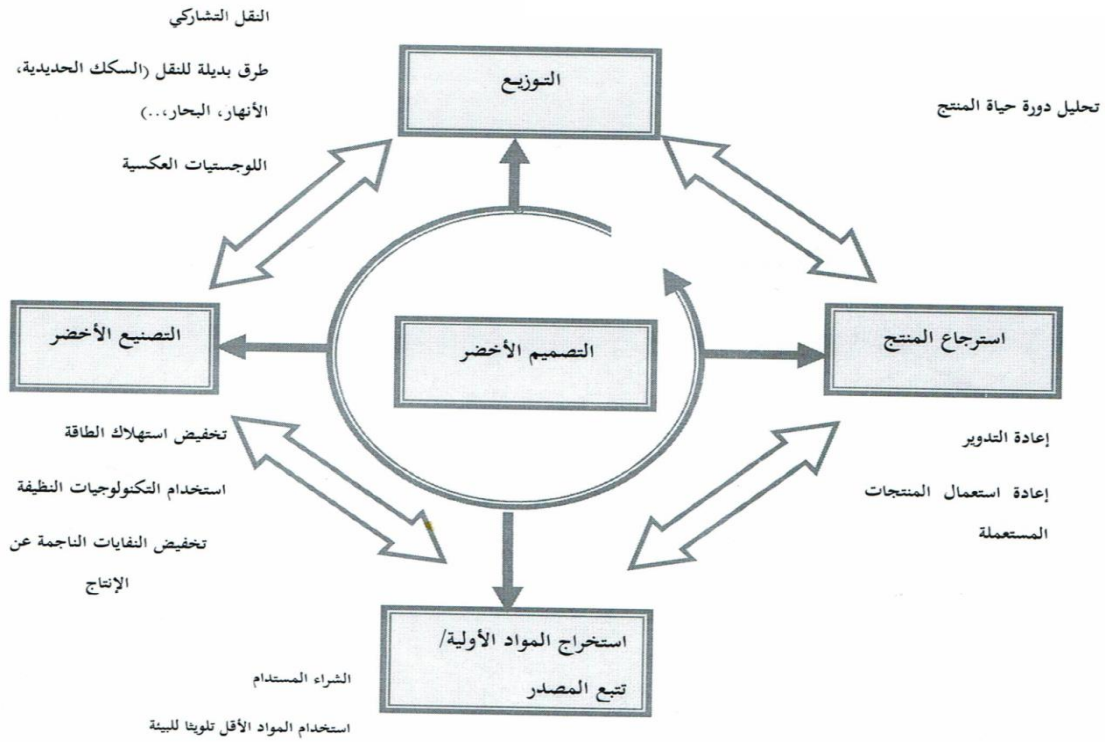 النقل التشاركي
طرق بديلة للنقل (السكك الحديدية،
الأنهار، البحار،..)
اللوجستيات العكسية
التوزيع
تحليل دورة حياة المنتج
استرجاع المنتج
التصميم الأخضر
التصنيع الأخضر
إعادة التدوير
إعادة استعمال المنتجات
المستعملة
تخفيض استهلاك الطاقة
استخدام التكنولوجيات النظيفة
تخفيض النفايات الناجمة عن
الإنتاج
استخراج المواد الأولية/
تتبع المصدر
الشراء المستدام
استخدام المواد الأقل تلويثا للبيئة